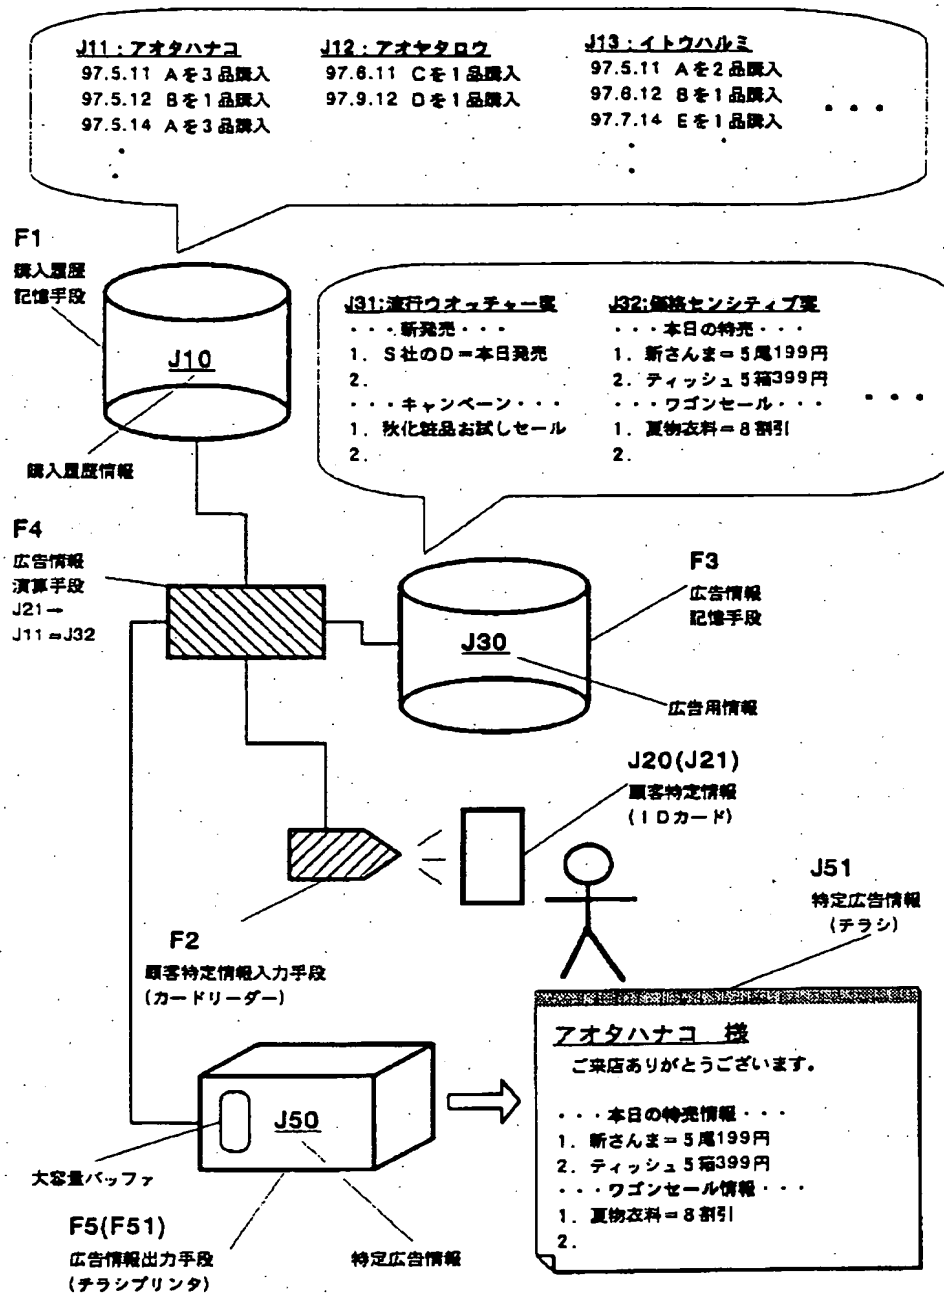 J11：アオタハナコ
97.5.11 Aを3品購入
97.5.12 Bを1品購入
97.5.14 Aを3品購入
J12：アオヤタロウ
97.6.11 Cを1品購入
97.9.12 Dを1品購入
J13：イトウハルミ
97.5.11 Aを2品購入
97.6.12 Bを1品購入
97.7.14 Eを1品購入
・・・
F1
購入履歴
記憶手段
J10
購入履歴情報
J31:流行ウオッチャー客
・・・新発売・・・
1. S社のD＝本日発売
2.
・・・キャンペーン・・・
1.秋化粧品お試しセール
2.
J32:価格センシティブ客
・・・本日の特売・・・
1. 新さんま＝5尾199円
2. ティッシュ5箱399円
・・・ワゴンセール・・・
1. 夏物衣料＝8割引
2.
・・・
F4
広告情報
演算手段
J21→
J11＝J32
F3
広告情報
記憶手段
J30
広告用情報
J20(J21)
顧客特定情報
(IDカード)
F2
顧客特定情報入力手段
(カードリーダー)
J51
特定広告情報
(チラシ)
アオタハナコ 様
ご来店ありがとうございます。
・・・本日の特売情報・・・
1. 新さんま＝5尾199円
2. ティッシュ5箱399円
・・・ワゴンセール情報・・・
1. 夏物衣料＝8割引
2.
J50
大容量バッファ
F5(F51)
広告情報出力手段
(チラシプリンタ)
特定広告情報